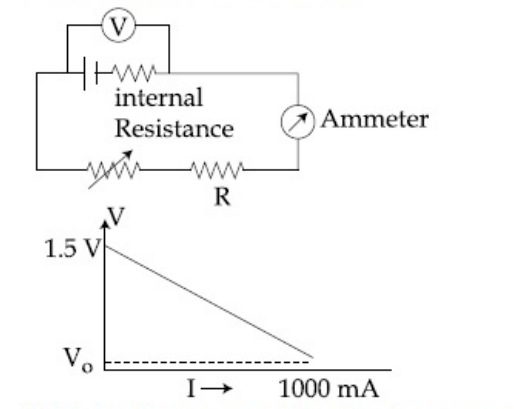 V
internal
Resistance
Ammeter
R
V
1.5 V
Vo
I→ 1000 mA